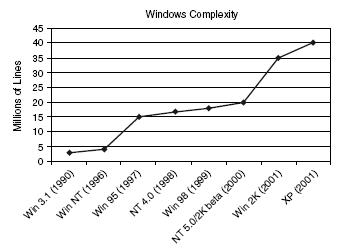 Windows Complexity
Millions of Lines
45
40
35
30
25
20
15
10
5
0
Win 3.1 (1990)
Win NT (1996)
Win 95 (1997)
NT 4.0 (1998)
Win 98 (1999)
NT 5.0/2K beta (2000)
Win 2K (2001)
XP (2001)